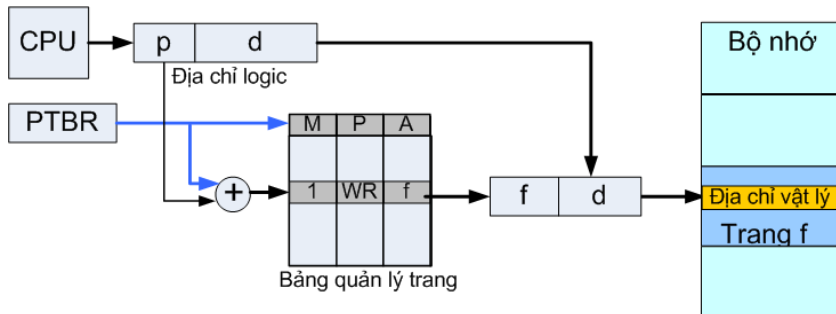 CPU
p d
Địa chỉ logic
Bộ nhớ
PTBR
M P A
+
1 WR f
f d
Địa chỉ vật lý
Trang f
Bảng quản lý trang